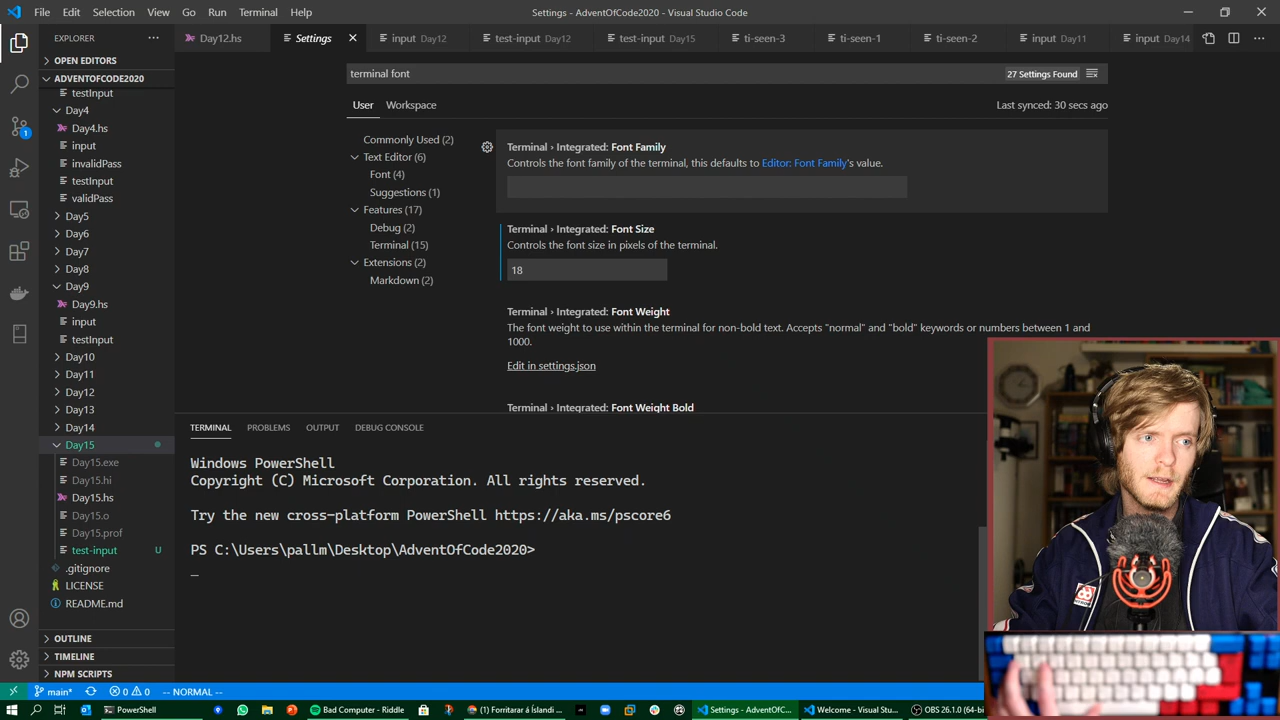 File Edit Selection View Go Run Terminal Help
Settings - AdventOfCode2020 - Visual Studio Code
EXPLORER
Day12.hs
Settings
input Day12
test-input Day12
test-input Day15
ti-seen-3
ti-seen-1
ti-seen-2
input Day11
input Day14
OPEN EDITORS
ADVENTOFCODE2020
testInput
Day4
Day4.hs
input
invalidPass
testInput
validPass
Day5
Day6
Day7
Day8
Day9
Day9.hs
input
testInput
Day10
Day11
Day12
Day13
Day14
Day15
Day15.exe
Day15.hi
Day15.hs
Day15.o
Day15.prof
test-input U
.gitignore
LICENSE
README.md
OUTLINE
TIMELINE
NPM SCRIPTS
1
terminal font
27 Settings Found
User Workspace
Last synced: 30 secs ago
Commonly Used (2)
Text Editor (6)
Font (4)
Suggestions (1)
Features (17)
Debug (2)
Terminal (15)
Extensions (2)
Markdown (2)
Terminal › Integrated: Font Family
Controls the font family of the terminal, this defaults to Editor: Font Family's value.
Terminal › Integrated: Font Size
Controls the font size in pixels of the terminal.
18
Terminal › Integrated: Font Weight
The font weight to use within the terminal for non-bold text. Accepts "normal" and "bold" keywords or numbers between 1 and
1000.
Edit in settings.json
Terminal › Integrated: Font Weight Bold
TERMINAL PROBLEMS OUTPUT DEBUG CONSOLE
Windows PowerShell
Copyright (C) Microsoft Corporation. All rights reserved.
Try the new cross-platform PowerShell https://aka.ms/pscore6
PS C:\Users\pallm\Desktop\AdventOfCode2020>
main* 0 0 -- NORMAL --
PowerShell
Bad Computer - Riddle
(1) Forritarar á Íslandi
Settings - AdventOf...
Welcome - Visual Stu...
OBS 26.1.0 (64-bi